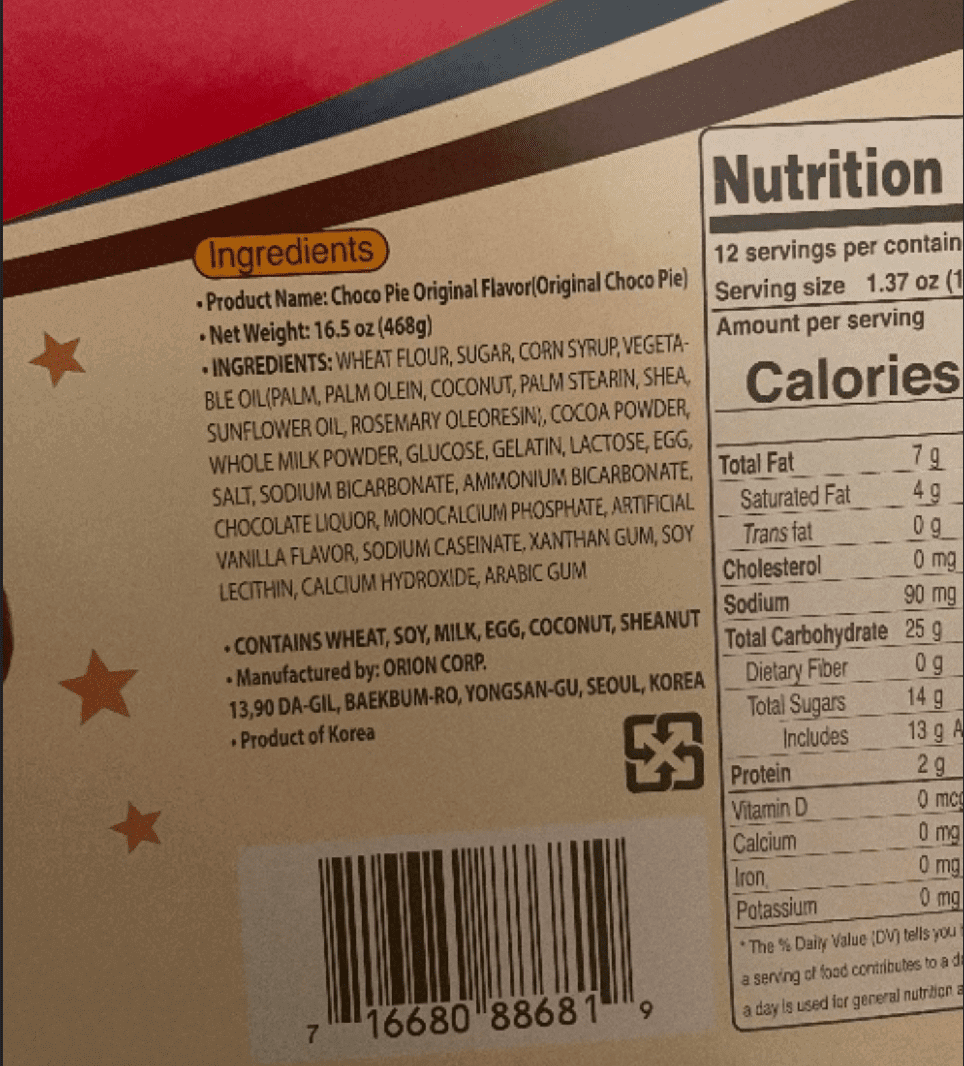 Ingredients
• Product Name: Choco Pie Original Flavor(Original Choco Pie)
• Net Weight: 16.5 oz (468g)
• INGREDIENTS: WHEAT FLOUR, SUGAR, CORN SYRUP, VEGETA-
BLE OIL(PALM, PALM OLEIN, COCONUT, PALM STEARIN, SHEA,
SUNFLOWER OIL, ROSEMARY OLEORESIN), COCOA POWDER,
WHOLE MILK POWDER, GLUCOSE, GELATIN, LACTOSE, EGG,
SALT, SODIUM BICARBONATE, AMMONIUM BICARBONATE,
CHOCOLATE LIQUOR, MONOCALCIUM PHOSPHATE, ARTIFICIAL
VANILLA FLAVOR, SODIUM CASEINATE, XANTHAN GUM, SOY
LECITHIN, CALCIUM HYDROXIDE, ARABIC GUM
• CONTAINS WHEAT, SOY, MILK, EGG, COCONUT, SHEANUT
• Manufactured by: ORION CORP.
13,90 DA-GIL, BAEKBUM-RO, YONGSAN-GU, SEOUL, KOREA
• Product of Korea
7 16680 88681 9
Nutrition
12 servings per contain
Serving size 1.37 oz (1
Amount per serving
Calories
Total Fat 7 g
Saturated Fat 4 g
Trans fat 0 g
Cholesterol 0 mg
Sodium 90 mg
Total Carbohydrate 25 g
Dietary Fiber 0 g
Total Sugars 14 g
Includes 13 g A
Protein 2 g
Vitamin D 0 mcg
Calcium 0 mg
Iron 0 mg
Potassium 0 mg
* The % Daily Value (DV) tells you
a serving of food contributes to a da
a day is used for general nutrition a